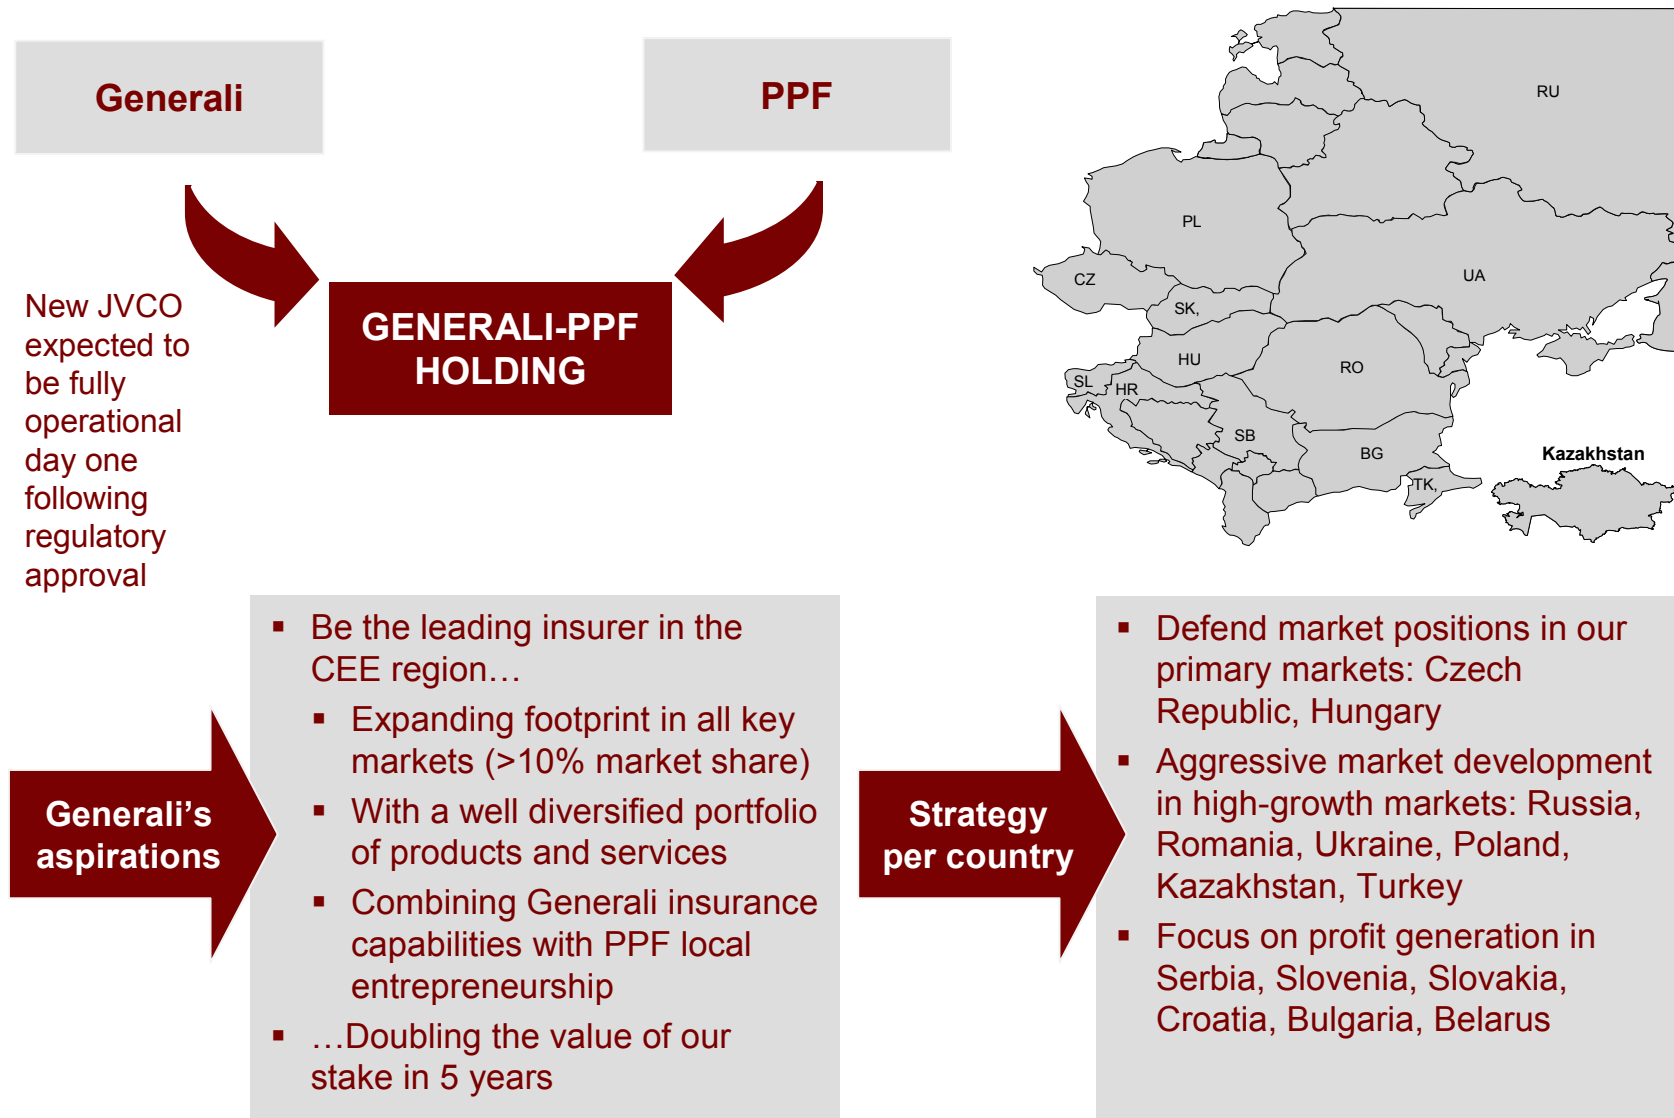 Generali
PPF
GENERALI-PPF
HOLDING
New JVCO
expected to
be fully
operational
day one
following
regulatory
approval
RU
PL
CZ
UA
SK,
HU
RO
SL
HR
SB
BG
TK,
Kazakhstan
Generali’s
aspirations
▪ Be the leading insurer in the
CEE region…
▪ Expanding footprint in all key
markets (>10% market share)
▪ With a well diversified portfolio
of products and services
▪ Combining Generali insurance
capabilities with PPF local
entrepreneurship
▪ …Doubling the value of our
stake in 5 years
Strategy
per country
▪ Defend market positions in our
primary markets: Czech
Republic, Hungary
▪ Aggressive market development
in high-growth markets: Russia,
Romania, Ukraine, Poland,
Kazakhstan, Turkey
▪ Focus on profit generation in
Serbia, Slovenia, Slovakia,
Croatia, Bulgaria, Belarus